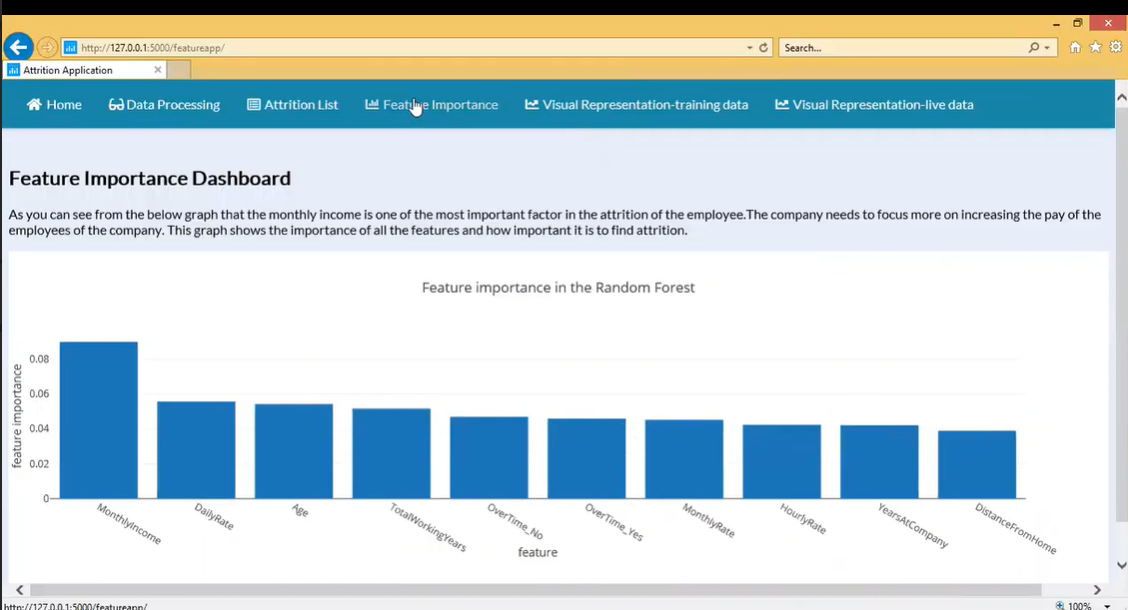 http://127.0.0.1:5000/featureapp/
Search...
Attrition Application
Home
Data Processing
Attrition List
Feature Importance
Visual Representation-training data
Visual Representation-live data
Feature Importance Dashboard
As you can see from the below graph that the monthly income is one of the most important factor in the attrition of the employee.The company needs to focus more on increasing the pay of the
employees of the company. This graph shows the importance of all the features and how important it is to find attrition.
Feature importance in the Random Forest
feature importance
0.08
0.06
0.04
0.02
0
MonthlyIncome
DailyRate
Age
TotalWorkingYears
OverTime_No
OverTime_Yes
MonthlyRate
HourlyRate
YearsAtCompany
DistanceFromHome
feature
http://127.0.0.1:5000/featureapp/
100%